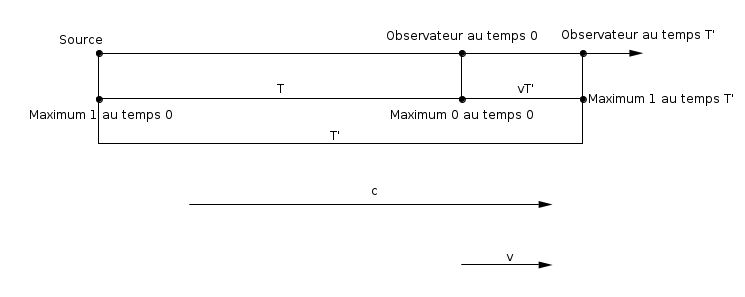 Source
Observateur au temps 0
Observateur au temps T'
T
vT'
Maximum 1 au temps 0
Maximum 0 au temps 0
Maximum 1 au temps T'
T'
c
v